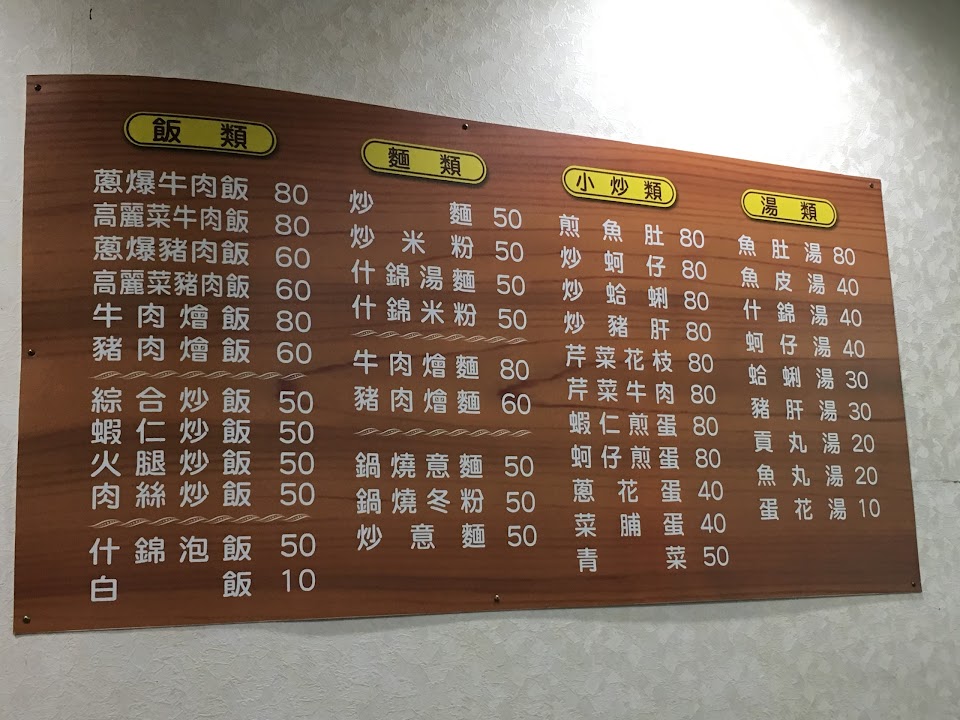 飯類
蔥爆牛肉飯 80
高麗菜牛肉飯 80
蔥爆豬肉飯 60
高麗菜豬肉飯 60
牛肉燴飯 80
豬肉燴飯 60
綜合炒飯 50
蝦仁炒飯 50
火腿炒飯 50
肉絲炒飯 50
什錦泡飯 50
白飯 10
麵類
炒麵 50
炒米粉 50
什錦湯麵 50
什錦米粉 50
牛肉燴麵 80
豬肉燴麵 60
鍋燒意麵 50
鍋燒冬粉 50
炒意麵 50
小炒類
煎魚肚 80
炒蚵仔 80
炒蛤蜊 80
炒豬肝 80
芹菜花枝 80
芹菜牛肉 80
蝦仁煎蛋 80
蚵仔煎蛋 80
蔥花蛋 40
菜脯蛋 40
青菜 50
湯類
魚肚湯 80
魚皮湯 40
什錦湯 40
蚵仔湯 40
蛤蜊湯 30
豬肝湯 30
貢丸湯 20
魚丸湯 20
蛋花湯 10